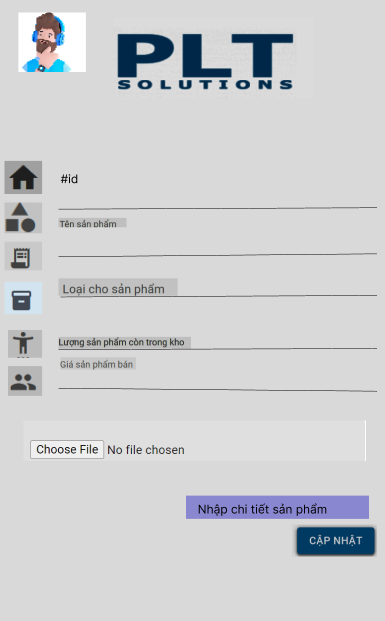 PLT
SOLUTIONS
#id
Tên sản phẩm
Loại cho sản phẩm
Lượng sản phẩm còn trong kho
Giá sản phẩm bán
Choose File No file chosen
Nhập chi tiết sản phẩm
CẬP NHẬT